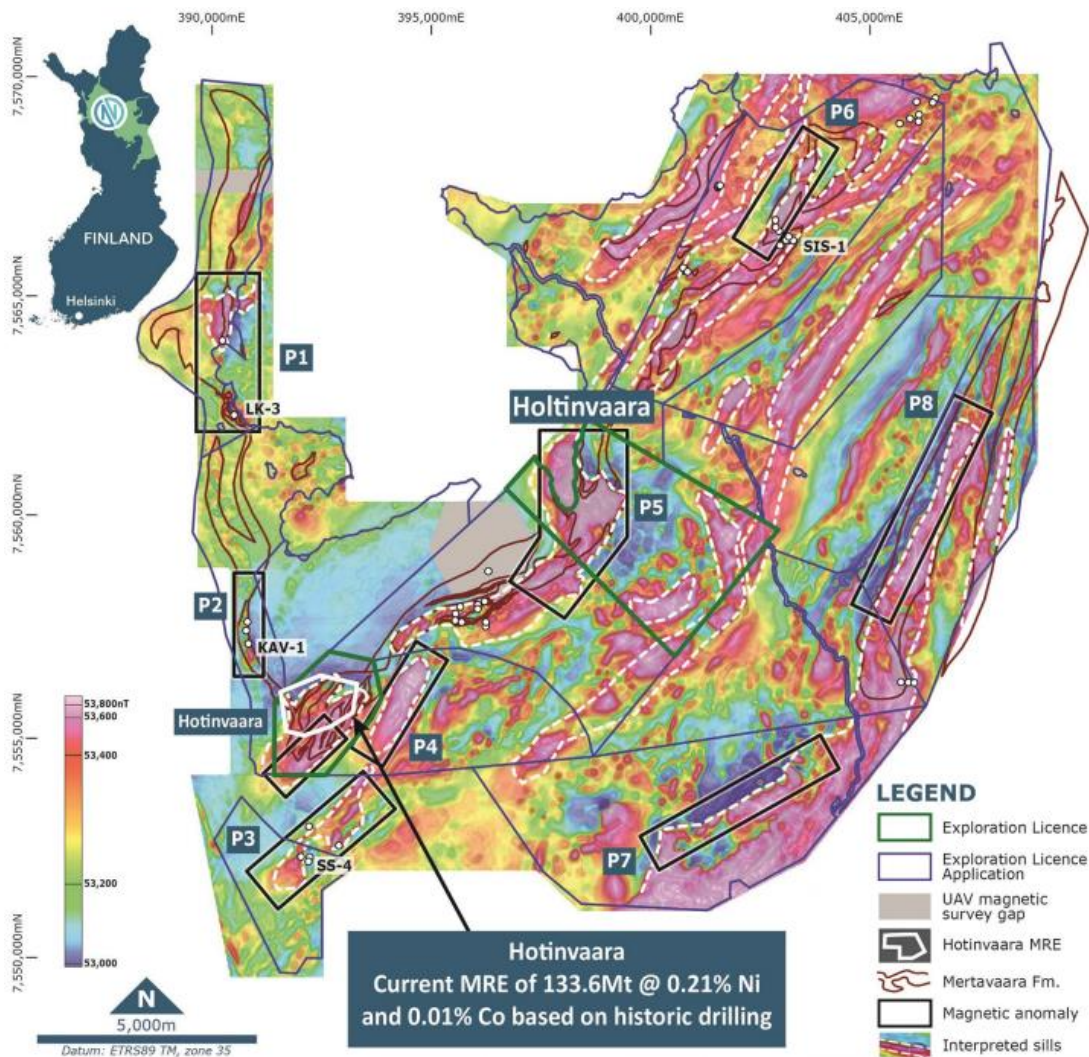 390,000mE
395,000mE
400,000mE
405,000mE
7,570,000mN
7,565,000mN
7,560,000mN
7,555,000mN
7,550,000mN
FINLAND
Helsinki
P6
SIS-1
P1
LK-3
P8
Holtinvaara
P5
P2
KAV-1
Hotinvaara
P4
P3
SS-4
P7
53,800nT
53,600
53,400
53,200
53,000
N
5,000m
Datum: ETRS89 TM, zone 35
Hotinvaara
Current MRE of 133.6Mt @ 0.21% Ni
and 0.01% Co based on historic drilling
LEGEND
Exploration Licence
Exploration Licence
Application
UAV magnetic
survey gap
Hotinvaara MRE
Mertavaara Fm.
Magnetic anomaly
Interpreted sills